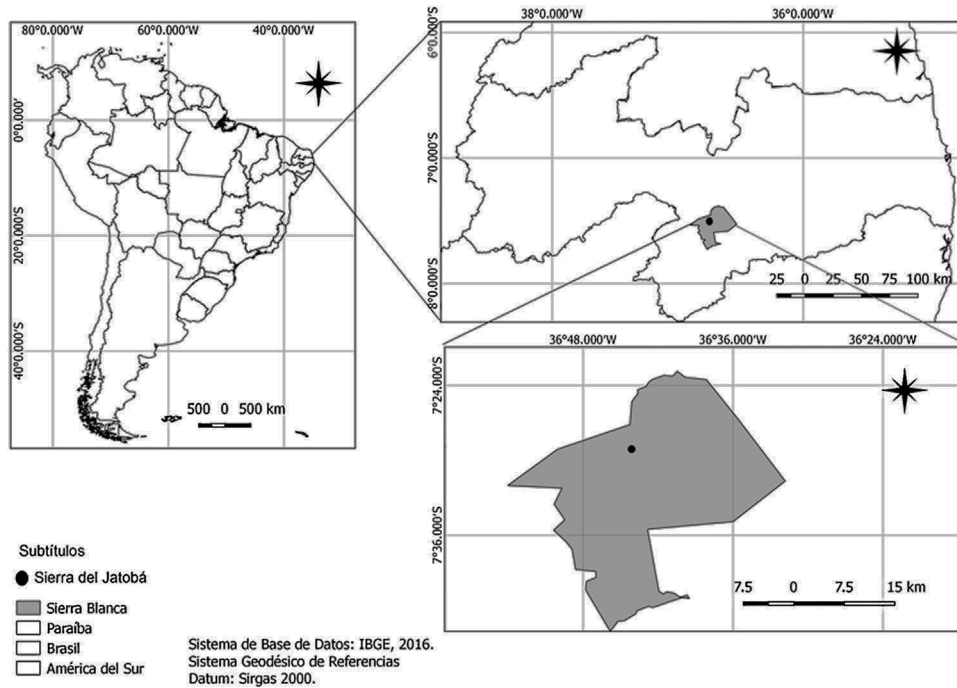 80°0.000'W 60°0.000'W 40°0.000'W
0°0.000'
20°0.000'S
40°0.000'S
500 0 500 km
38°0.000'W 36°0.000'W
6°0.000'S
7°0.000'S
8°0.000'S
25 0 25 50 75 100 km
36°48.000'W 36°36.000'W 36°24.000'W
7°24.000'S
7°36.000'S
7.5 0 7.5 15 km
Subtítulos
Sierra del Jatobá
Sierra Blanca
Paraíba
Brasil
América del Sur
Sistema de Base de Datos: IBGE, 2016.
Sistema Geodésico de Referencias
Datum: Sirgas 2000.